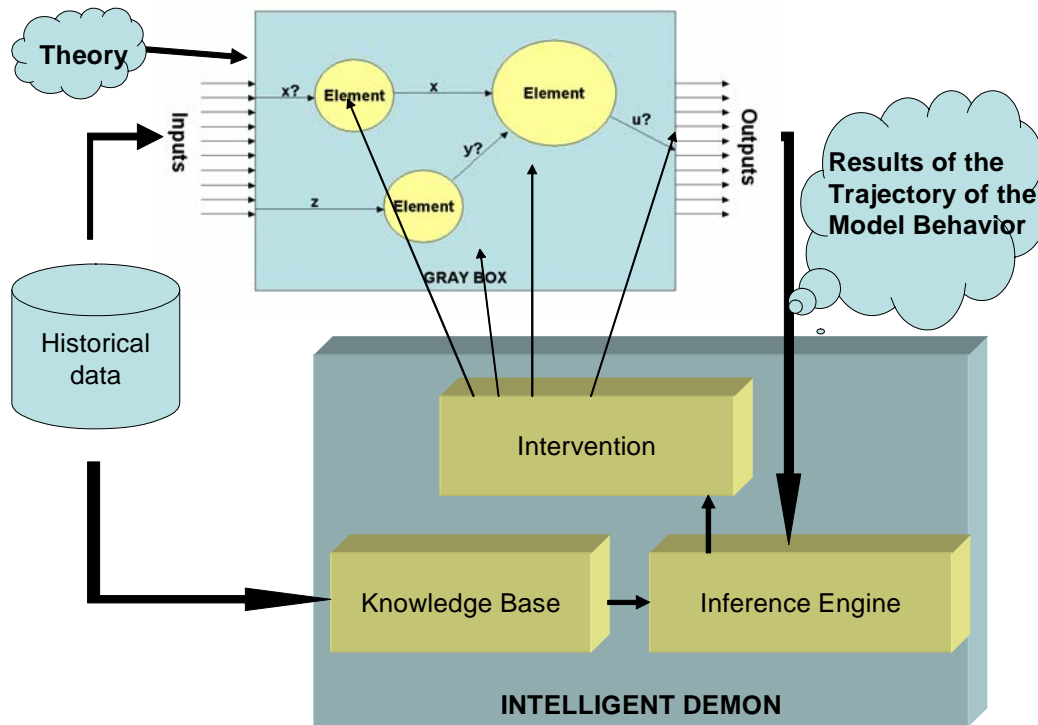 Theory
Inputs
x?
Element
x
Element
u?
y?
z
Element
GRAY BOX
Outputs
Results of the
Trajectory of the
Model Behavior
Historical
data
Intervention
Knowledge Base
Inference Engine
INTELLIGENT DEMON